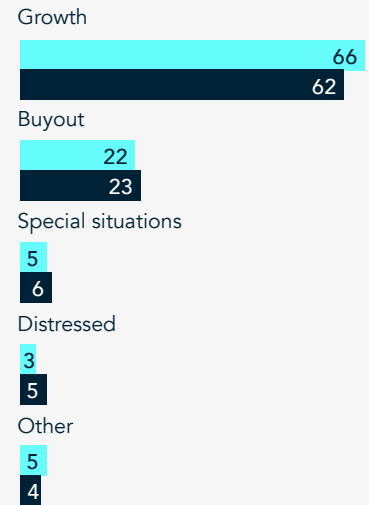 Growth
66
62
Buyout
22
23
Special situations
5
6
Distressed
3
5
Other
5
4